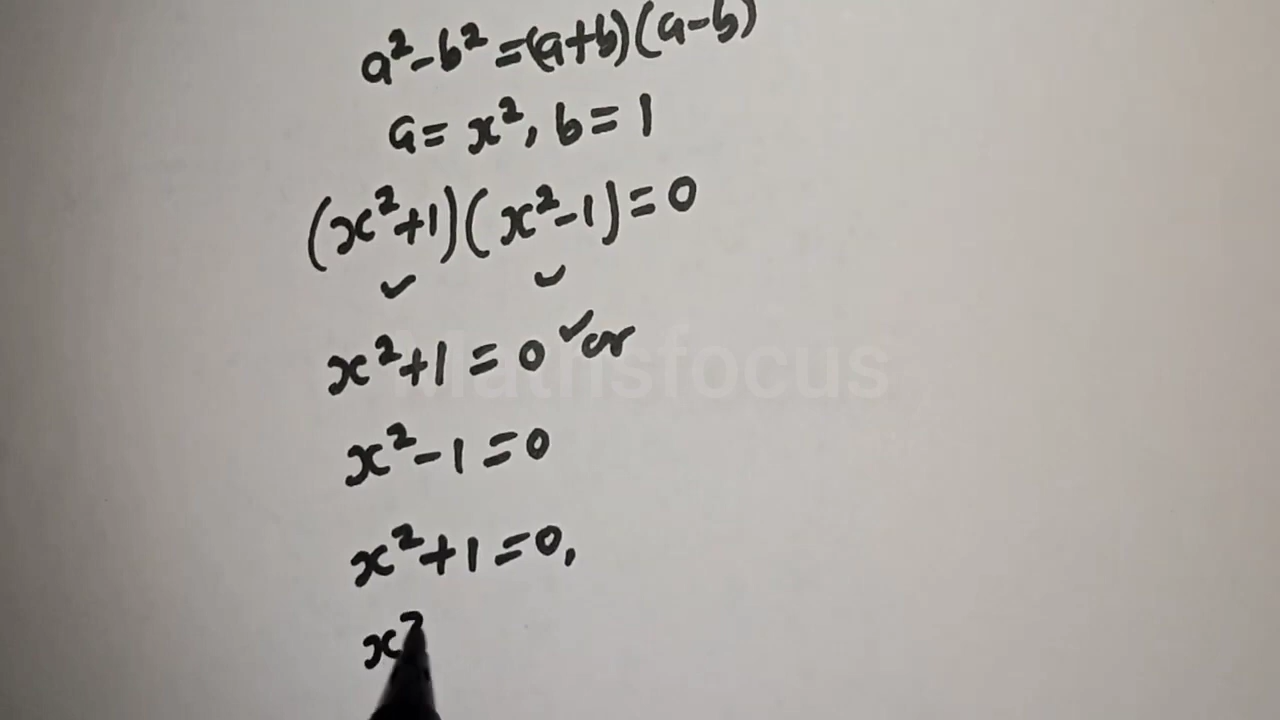 a²-b²=(a+b)(a-b)
a= x², b=1
(x²+1)(x²-1)=0
x²+1=0 or
Mathsfocus
x²-1=0
x²+1=0,
x²